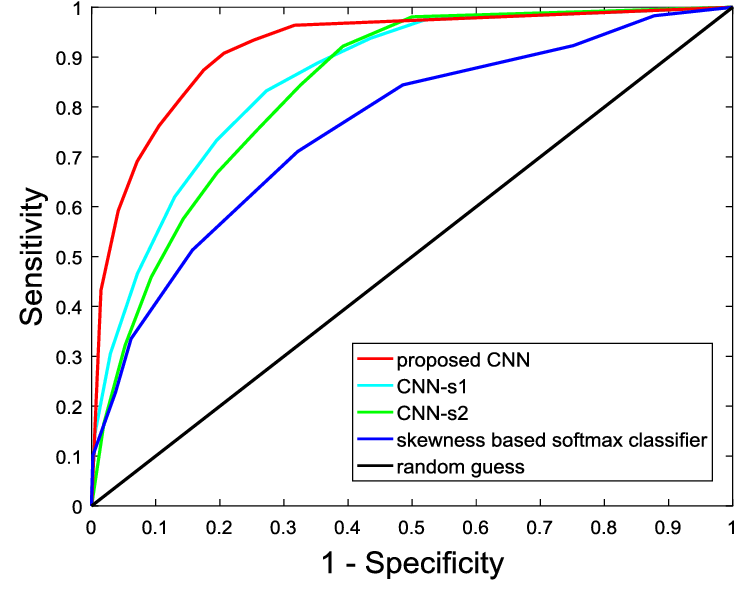 1
0.9
0.8
0.7
0.6
0.5
0.4
0.3
0.2
0.1
0
Sensitivity
proposed CNN
CNN-s1
CNN-s2
skewness based softmax classifier
random guess
0 0.1 0.2 0.3 0.4 0.5 0.6 0.7 0.8 0.9 1
1 - Specificity